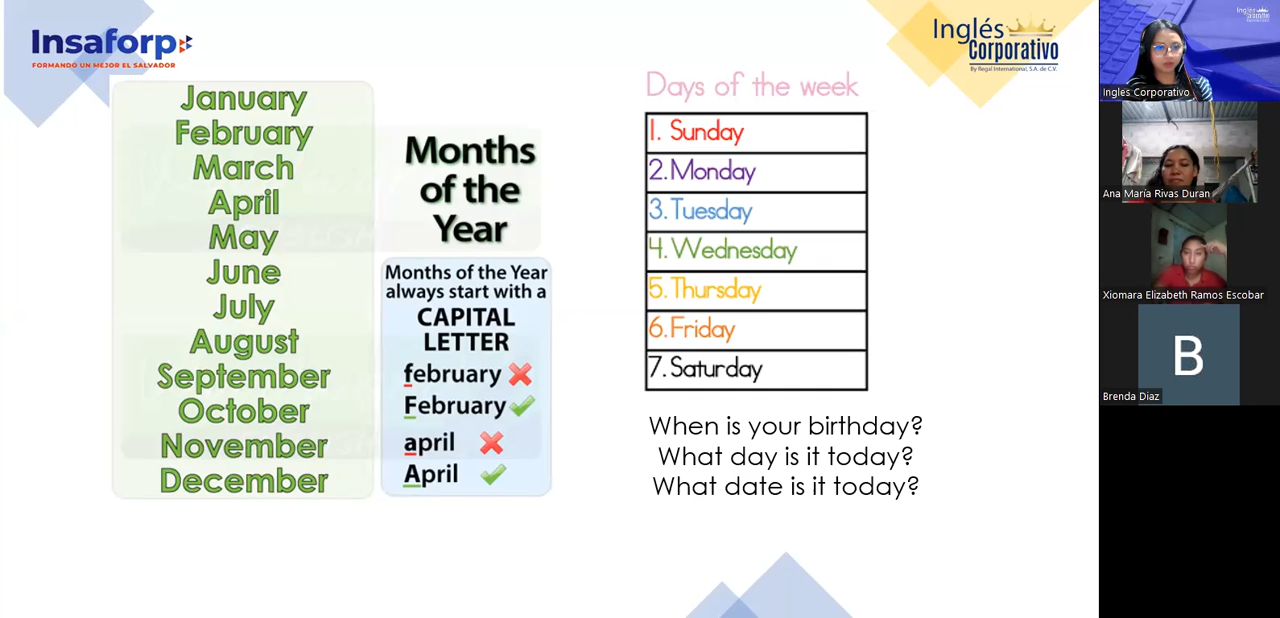 Insaforp
FORMANDO UN MEJOR EL SALVADOR
Inglés
Corporativo
By Regal International, S.A. de C.V.
January
February
March
April
May
June
July
August
September
October
November
December
Months
of the
Year
Months of the Year
always start with a
CAPITAL
LETTER
february
February
april
April
Days of the week
1. Sunday
2. Monday
3. Tuesday
4. Wednesday
5. Thursday
6. Friday
7. Saturday
When is your birthday?
What day is it today?
What date is it today?
Inglés
Ingles Corporativo
Ana María Rivas Duran
Xiomara Elizabeth Ramos Escobar
B
Brenda Diaz